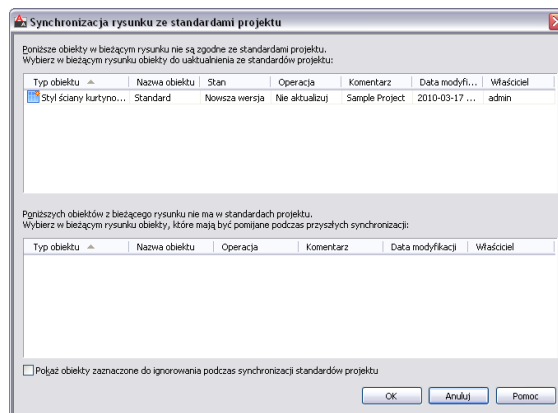 Synchronizacja rysunku ze standardami projektu
Poniższe obiekty w bieżącym rysunku nie są zgodne ze standardami projektu.
Wybierz w bieżącym rysunku obiekty do uaktualnienia ze standardów projektu:
Typ obiektu Nazwa obiektu Stan Operacja Komentarz Data modyfi... Właściciel
Styl ściany kurtyno... Standard Nowsza wersja Nie aktualizuj Sample Project 2010-03-17 ... admin
Poniższych obiektów z bieżącego rysunku nie ma w standardach projektu.
Wybierz w bieżącym rysunku obiekty, które mają być pomijane podczas przyszłych synchronizacji:
Typ obiektu Nazwa obiektu Operacja Komentarz Data modyfikacji Właściciel
Pokaż obiekty zaznaczone do ignorowania podczas synchronizacji standardów projektu
OK Anuluj Pomoc